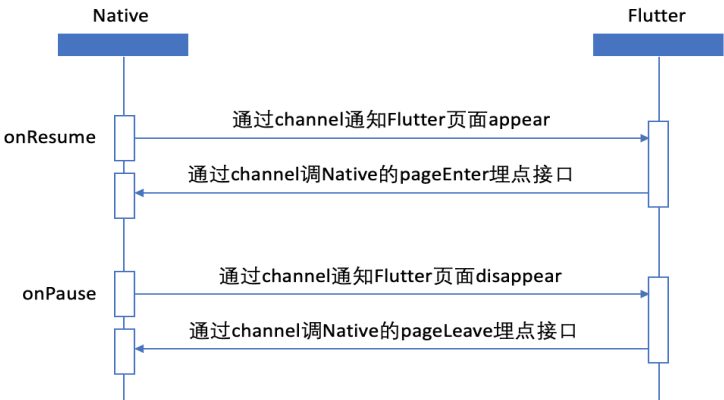 Native
Flutter
通过channel通知Flutter页面appear
onResume
通过channel调Native的pageEnter埋点接口
通过channel通知Flutter页面disappear
onPause
通过channel调Native的pageLeave埋点接口